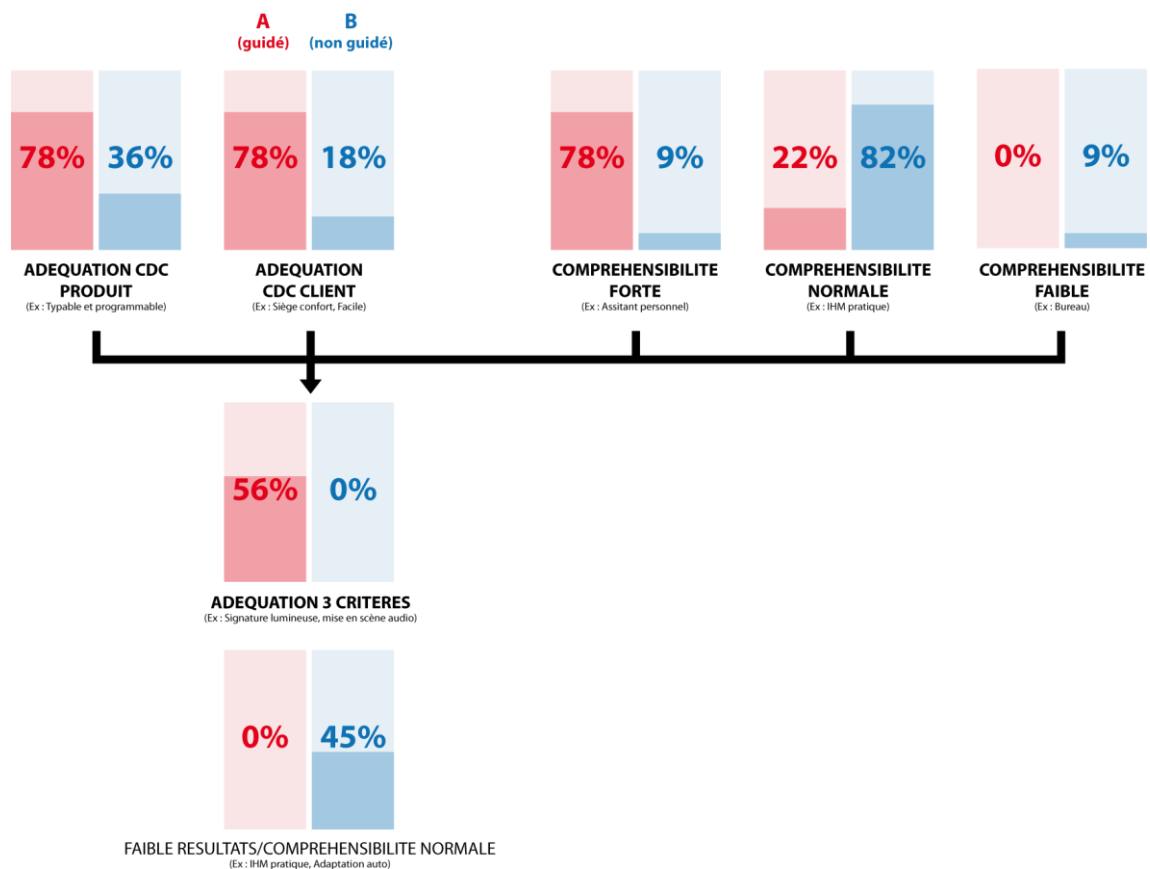 A
(guidé)
B
(non guidé)
78%
36%
78%
18%
78%
9%
22%
82%
0%
9%
ADEQUATION CDC
PRODUIT
(Ex : Typable et programmable)
ADEQUATION
CDC CLIENT
(Ex : Siège confort, Facile)
COMPREHENSIBILITE
FORTE
(Ex : Assitant personnel)
COMPREHENSIBILITE
NORMALE
(Ex : IHM pratique)
COMPREHENSIBILITE
FAIBLE
(Ex : Bureau)
56%
0%
ADEQUATION 3 CRITERES
(Ex : Signature lumineuse, mise en scène audio)
0%
45%
FAIBLE RESULTATS/COMPREHENSIBILITE NORMALE
(Ex : IHM pratique, Adaptation auto)